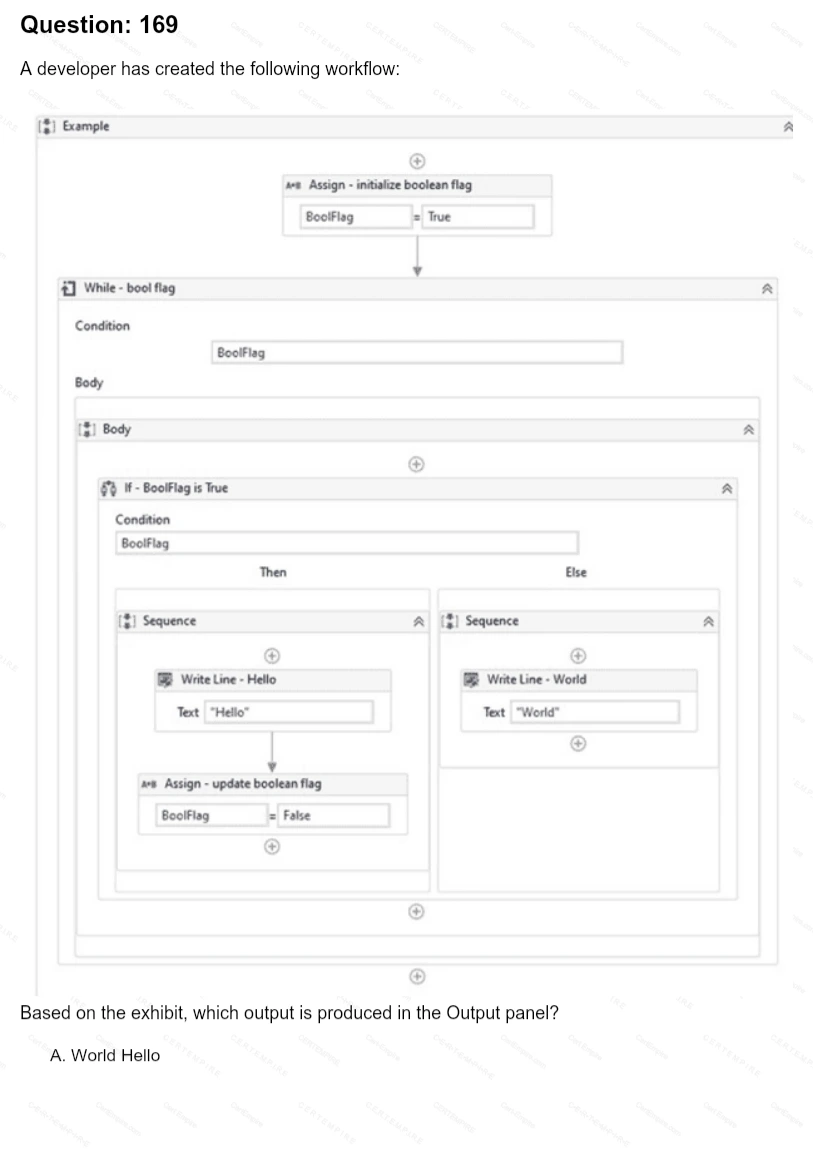 Question: 169
A developer has created the following workflow:
Example
A*B Assign - initialize boolean flag
BoolFlag = True
While - bool flag
Condition
BoolFlag
Body
Body
If - BoolFlag is True
Condition
BoolFlag
Then Else
Sequence Sequence
Write Line - Hello Write Line - World
Text "Hello" Text "World"
A*B Assign - update boolean flag
BoolFlag = False
Based on the exhibit, which output is produced in the Output panel?
A. World Hello